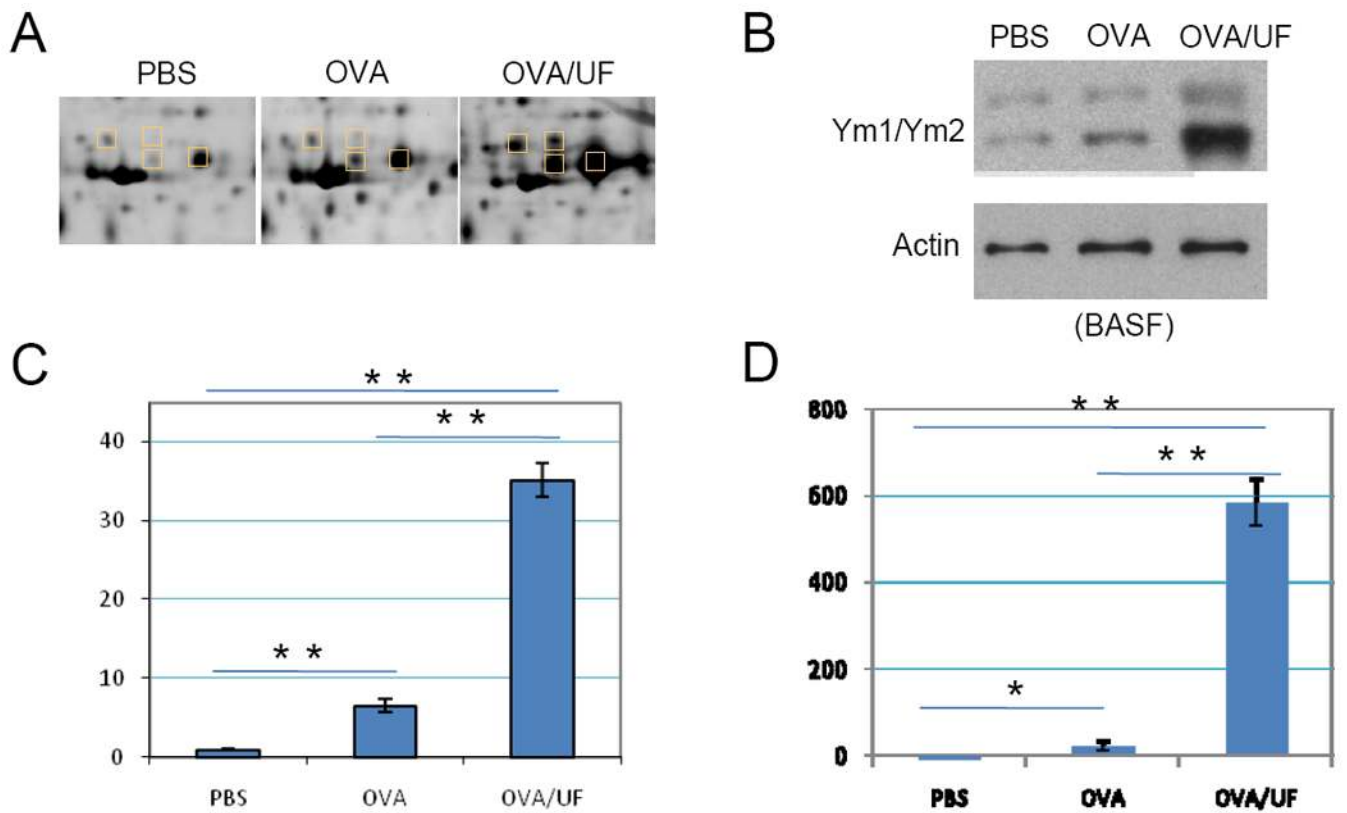 A
PBS OVA OVA/UF
B
PBS OVA OVA/UF
Ym1/Ym2
Actin
(BASF)
C
* *
* *
40
30
20
* *
10
0
PBS OVA OVA/UF
D
800
* *
* *
600
400
200
*
0
PBS OVA OVA/UF